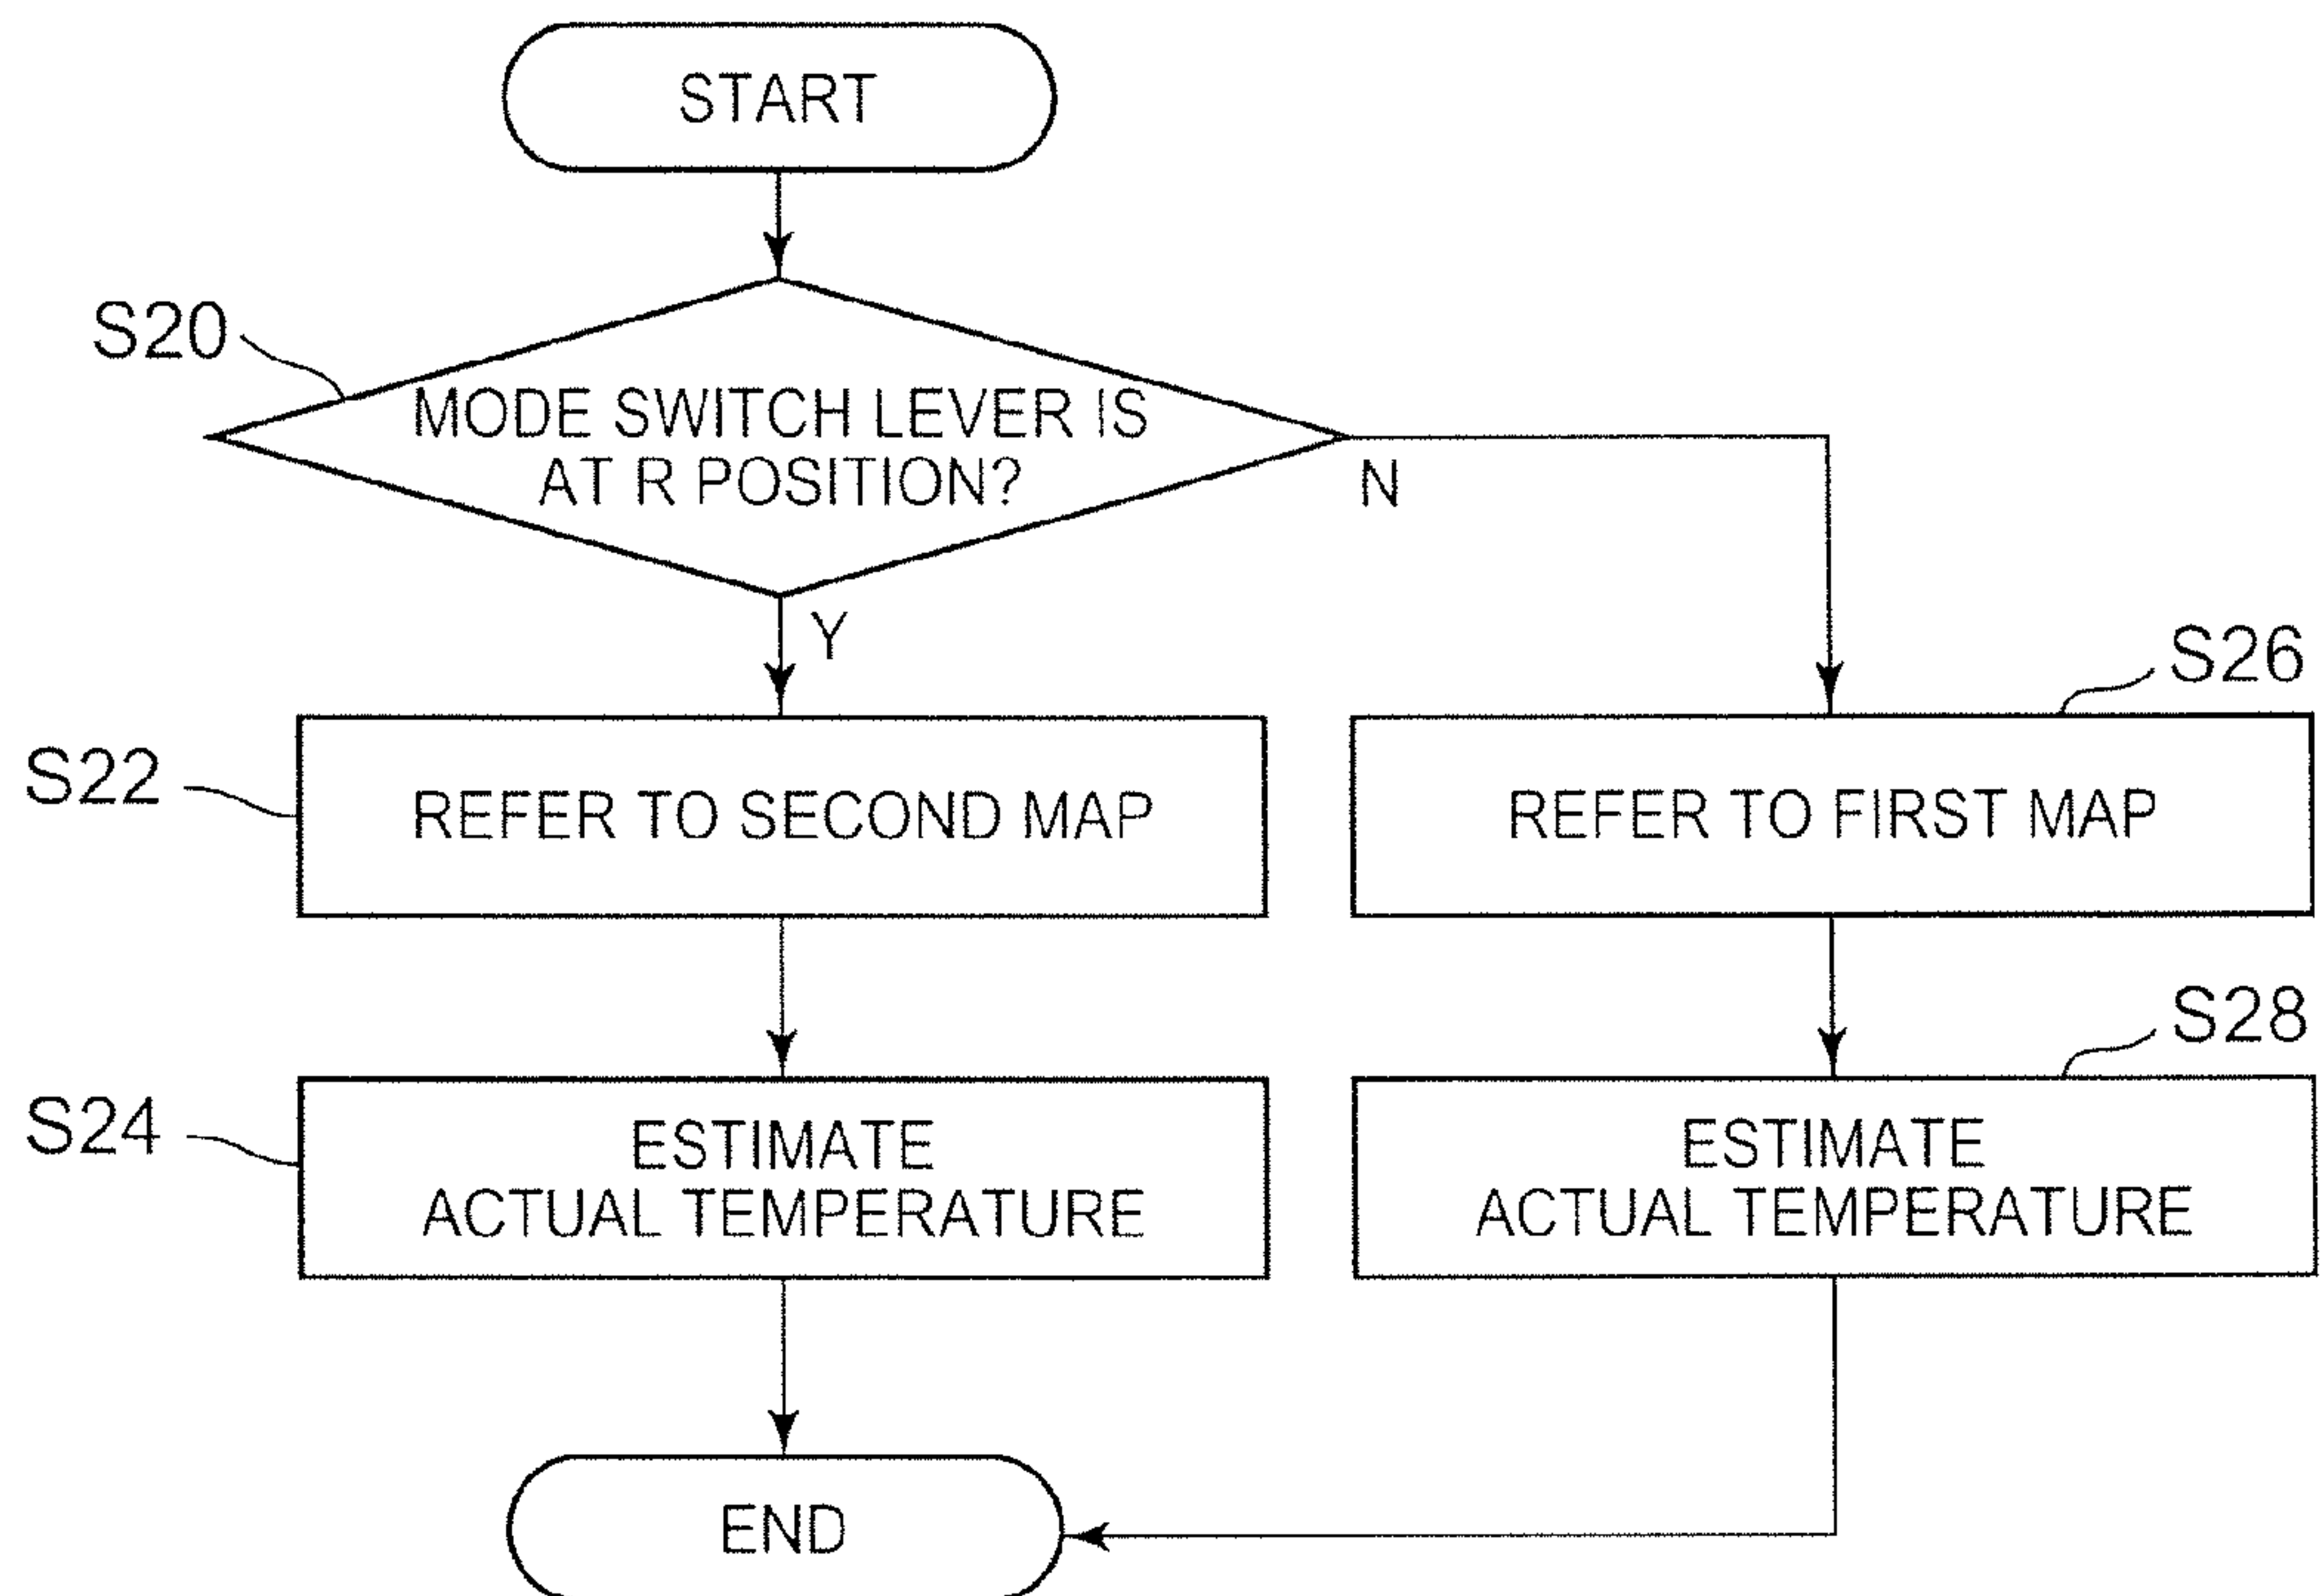 START
S20
MODE SWITCH LEVER IS
AT R POSITION?
N
Y
S26
S22
REFER TO SECOND MAP
REFER TO FIRST MAP
S28
S24
ESTIMATE
ACTUAL TEMPERATURE
ESTIMATE
ACTUAL TEMPERATURE
END